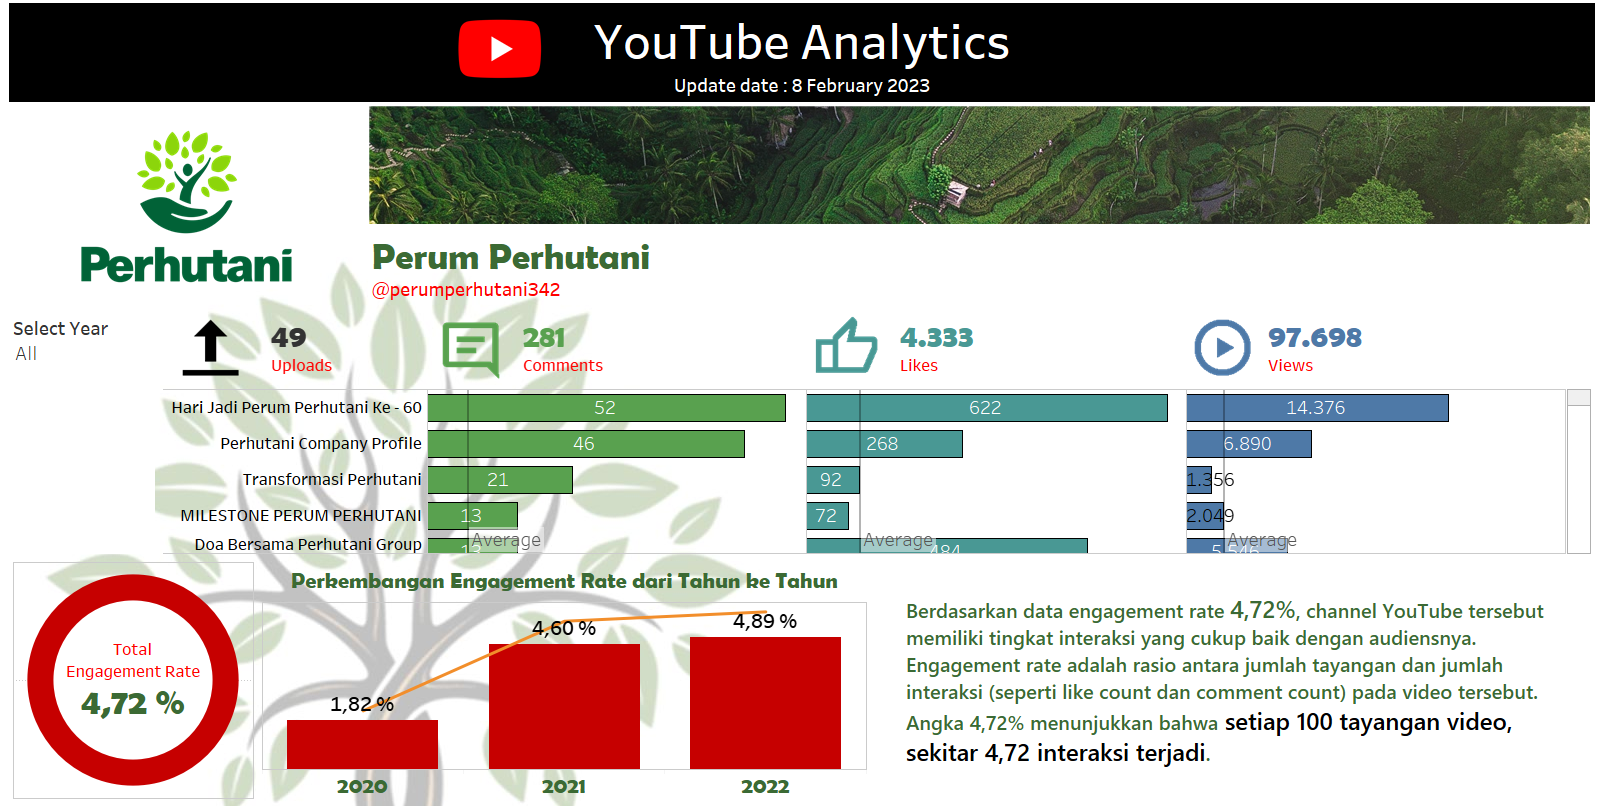 YouTube Analytics
Update date : 8 February 2023
Perhutani
Perum Perhutani
@perumperhutani342
Select Year
All
49
Uploads
281
Comments
4.333
Likes
97.698
Views
Hari Jadi Perum Perhutani Ke - 60 52 622 14.376
Perhutani Company Profile 46 268 6.890
Transformasi Perhutani 21 92 1.356
MILESTONE PERUM PERHUTANI 13 72 2.049
Doa Bersama Perhutani Group 13 484 5.546
Average Average Average
Total
Engagement Rate
4,72 %
Perkembangan Engagement Rate dari Tahun ke Tahun
1,82 % 4,60 % 4,89 %
2020 2021 2022
Berdasarkan data engagement rate 4,72%, channel YouTube tersebut
memiliki tingkat interaksi yang cukup baik dengan audiensnya.
Engagement rate adalah rasio antara jumlah tayangan dan jumlah
interaksi (seperti like count dan comment count) pada video tersebut.
Angka 4,72% menunjukkan bahwa setiap 100 tayangan video,
sekitar 4,72 interaksi terjadi.